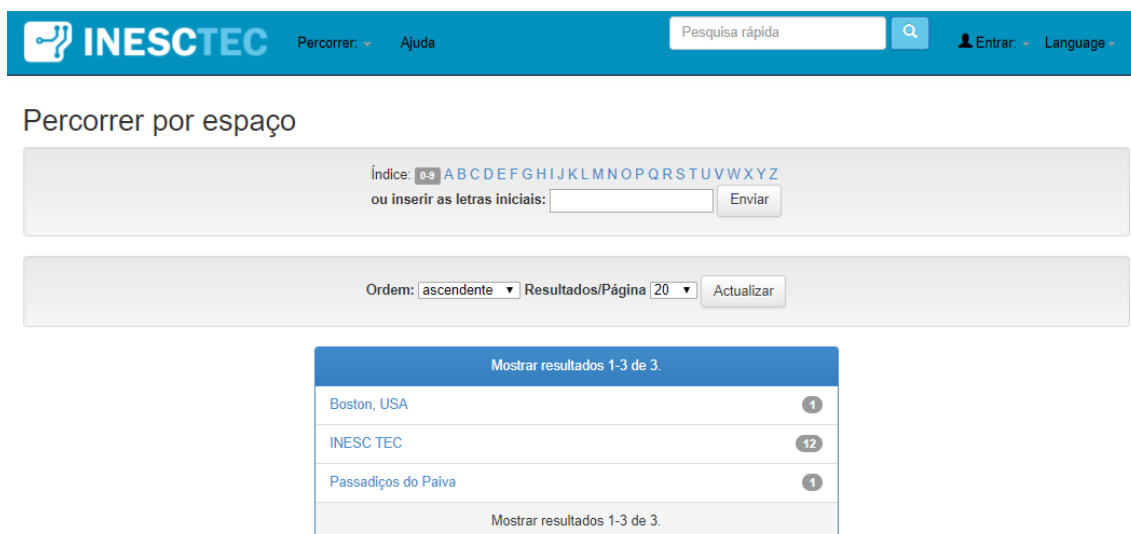 INESCTEC Percorrer: Ajuda Pesquisa rápida Entrar: Language
Percorrer por espaço
Índice: 0-9 A B C D E F G H I J K L M N O P Q R S T U V W X Y Z
ou inserir as letras iniciais: Enviar
Ordem: ascendente Resultados/Página 20 Actualizar
Mostrar resultados 1-3 de 3.
Boston, USA 1
INESC TEC 12
Passadiços do Paiva 1
Mostrar resultados 1-3 de 3.